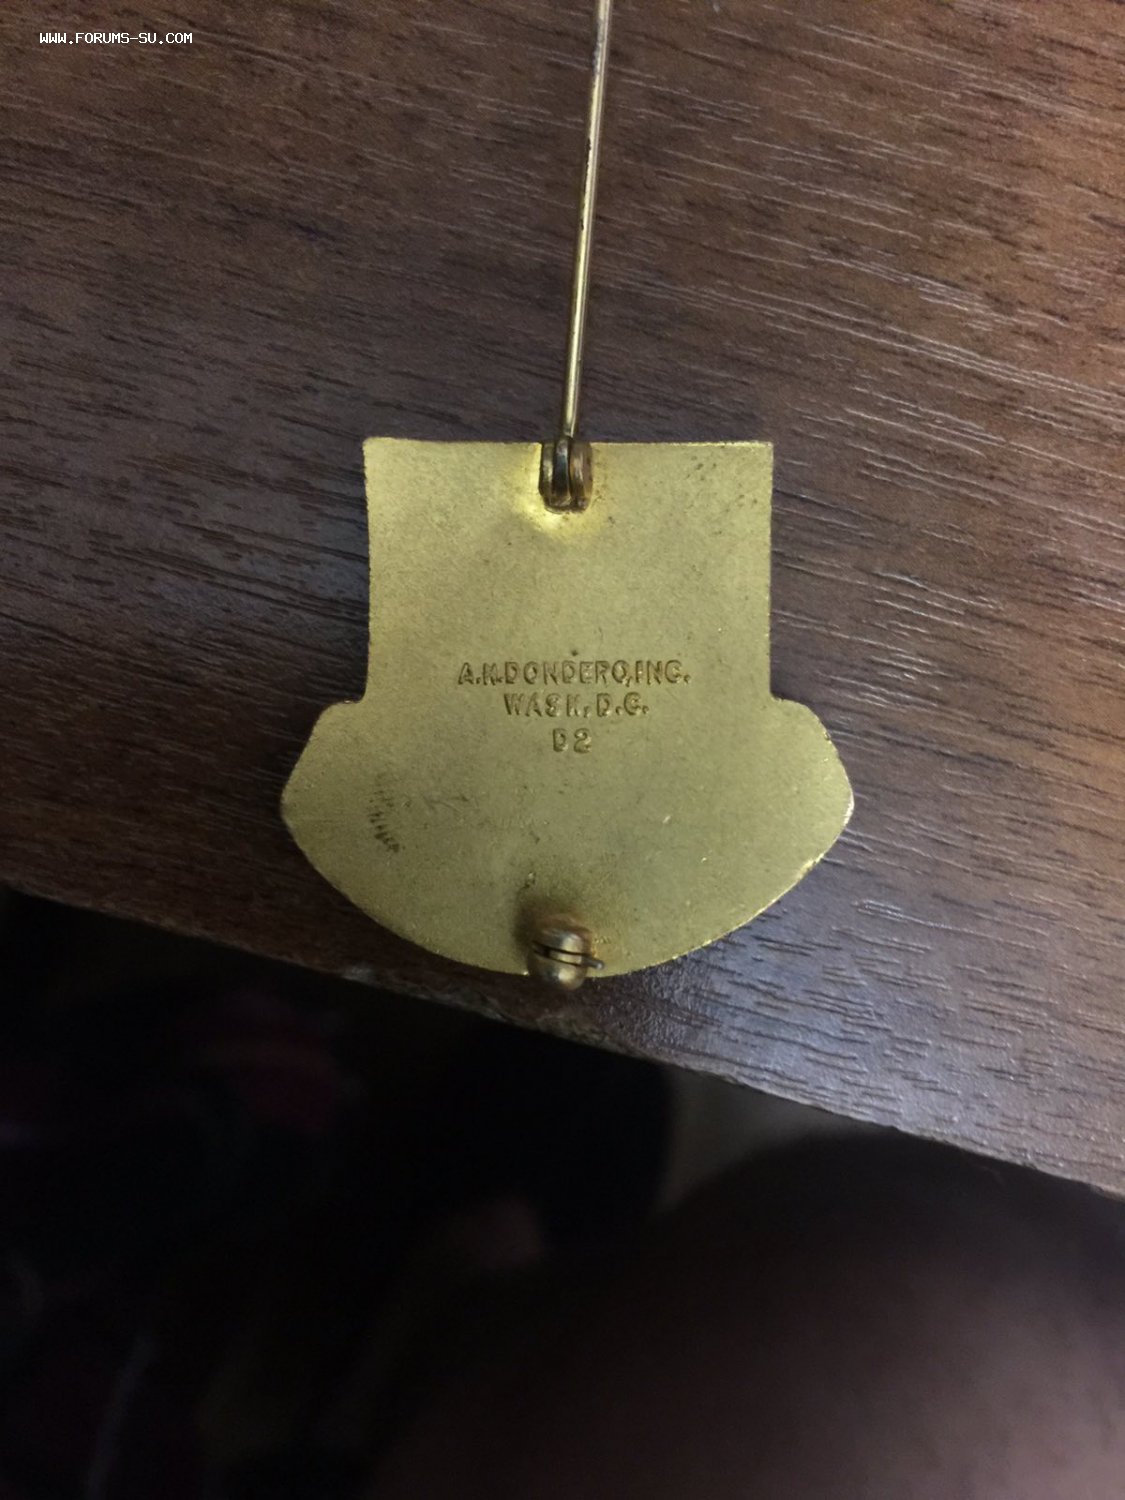 WWW.FORUMS-SU.COM
A.H.DONDERO,INC.
WASH, D.C.
D2